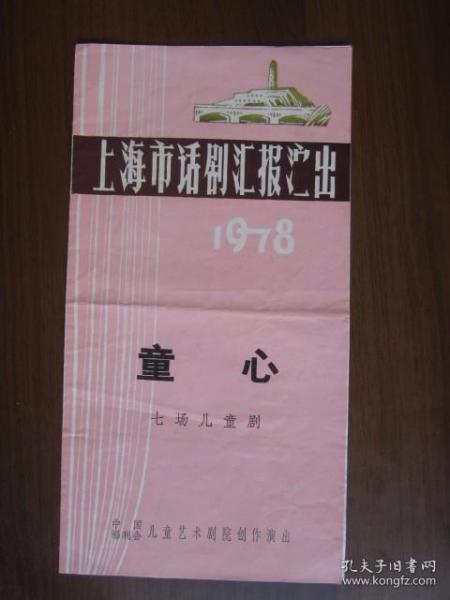 上海市话剧汇报演出
1978
童心
七场儿童剧
中国福利会儿童艺术剧院创作演出
孔夫子旧书网
www.kongfz.com